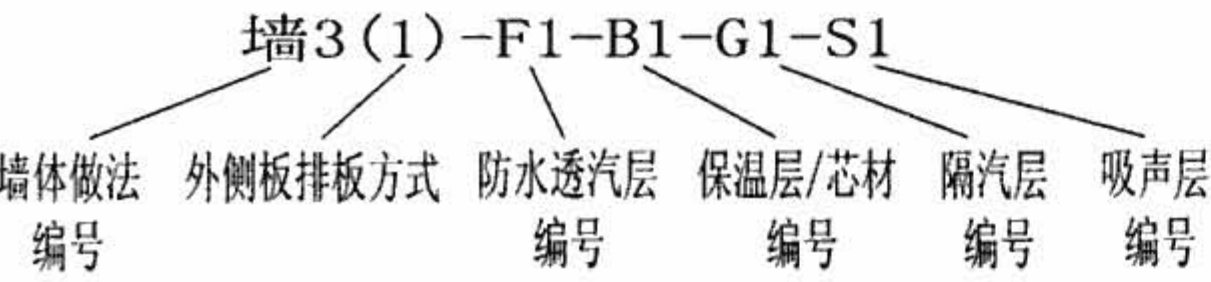 墙3(1)-F1-B1-G1-S1
墙体做法 外侧板排板方式 防水透汽层 保温层/芯材 隔汽层 吸声层
编号 编号 编号 编号 编号